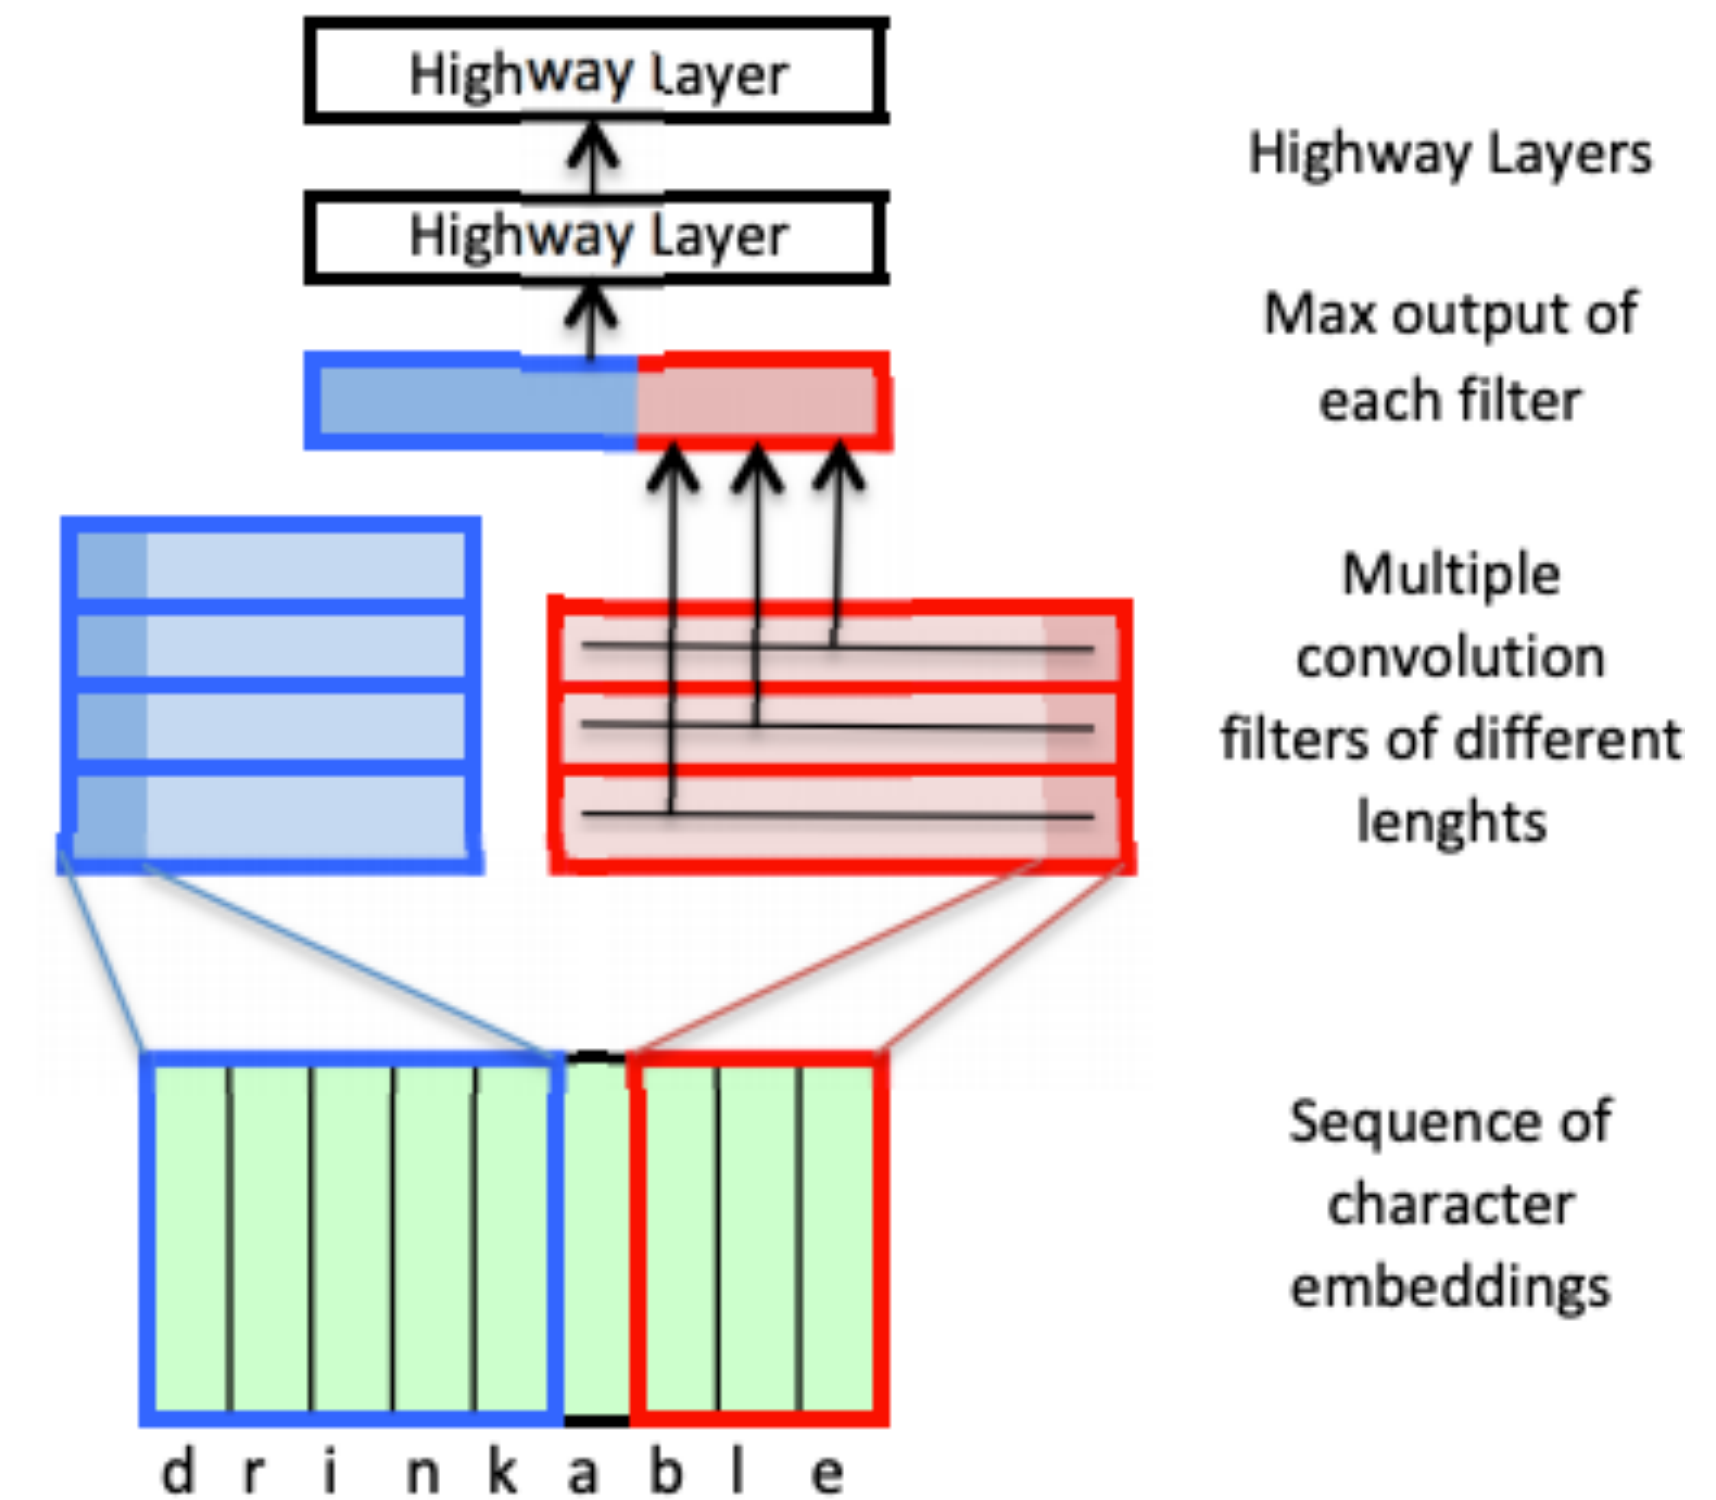 Highway Layer
Highway Layers
Highway Layer
Max output of
each filter
Multiple
convolution
filters of different
lenghts
Sequence of
character
embeddings
d r i n k a b l e